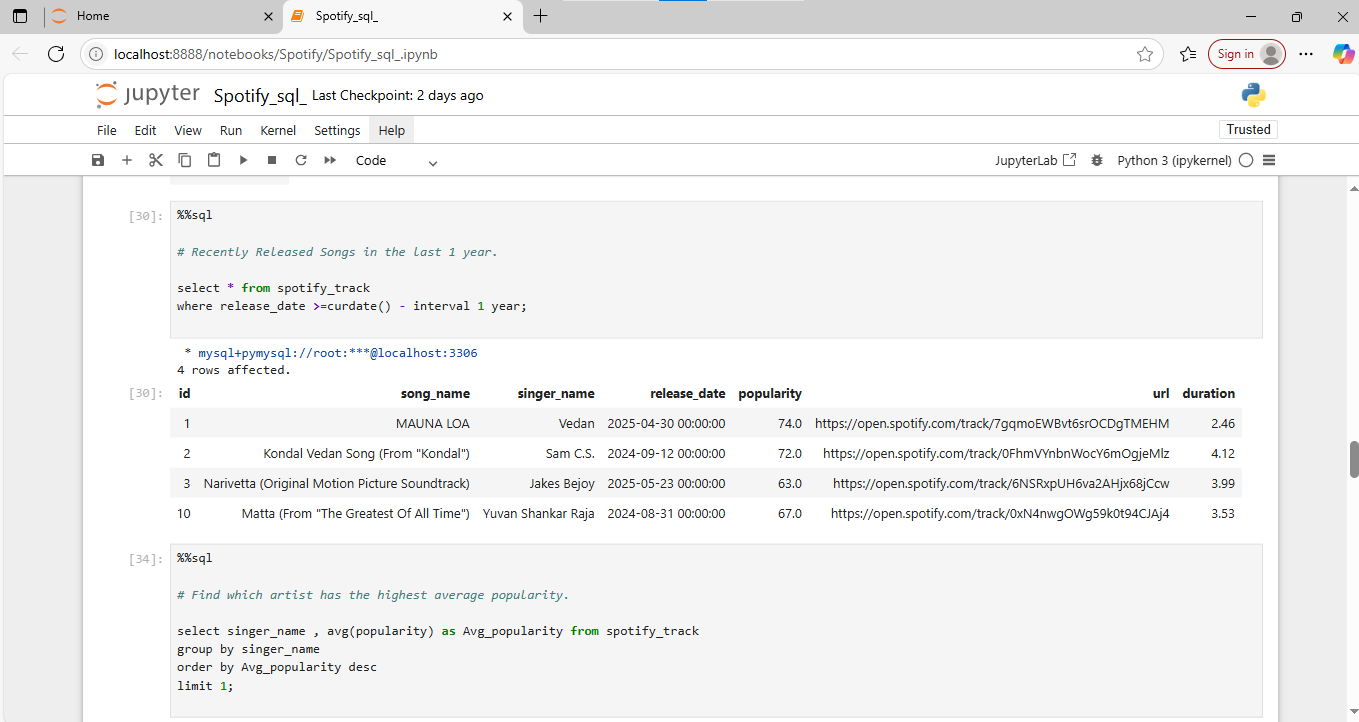 Home
Spotify_sql_
localhost:8888/notebooks/Spotify/Spotify_sql_.ipynb
Sign in
jupyter Spotify_sql_ Last Checkpoint: 2 days ago
File Edit View Run Kernel Settings Help
Trusted
Code
JupyterLab
Python 3 (ipykernel)
[30]: %%sql
# Recently Released Songs in the last 1 year.
select * from spotify_track
where release_date >=curdate() - interval 1 year;
* mysql+pymysql://root:***@localhost:3306
4 rows affected.
[30]: id song_name singer_name release_date popularity url duration
1 MAUNA LOA Vedan 2025-04-30 00:00:00 74.0 https://open.spotify.com/track/7gqmoEWBvt6srOCDgTMEHM 2.46
2 Kondal Vedan Song (From "Kondal") Sam C.S. 2024-09-12 00:00:00 72.0 https://open.spotify.com/track/0FhmVYnbnWocY6mOgjeMlz 4.12
3 Narivetta (Original Motion Picture Soundtrack) Jakes Bejoy 2025-05-23 00:00:00 63.0 https://open.spotify.com/track/6NSRxpUH6va2AHjx68jCcw 3.99
10 Matta (From "The Greatest Of All Time") Yuvan Shankar Raja 2024-08-31 00:00:00 67.0 https://open.spotify.com/track/0xN4nwgOWg59k0t94CJAj4 3.53
[34]: %%sql
# Find which artist has the highest average popularity.
select singer_name , avg(popularity) as Avg_popularity from spotify_track
group by singer_name
order by Avg_popularity desc
limit 1;